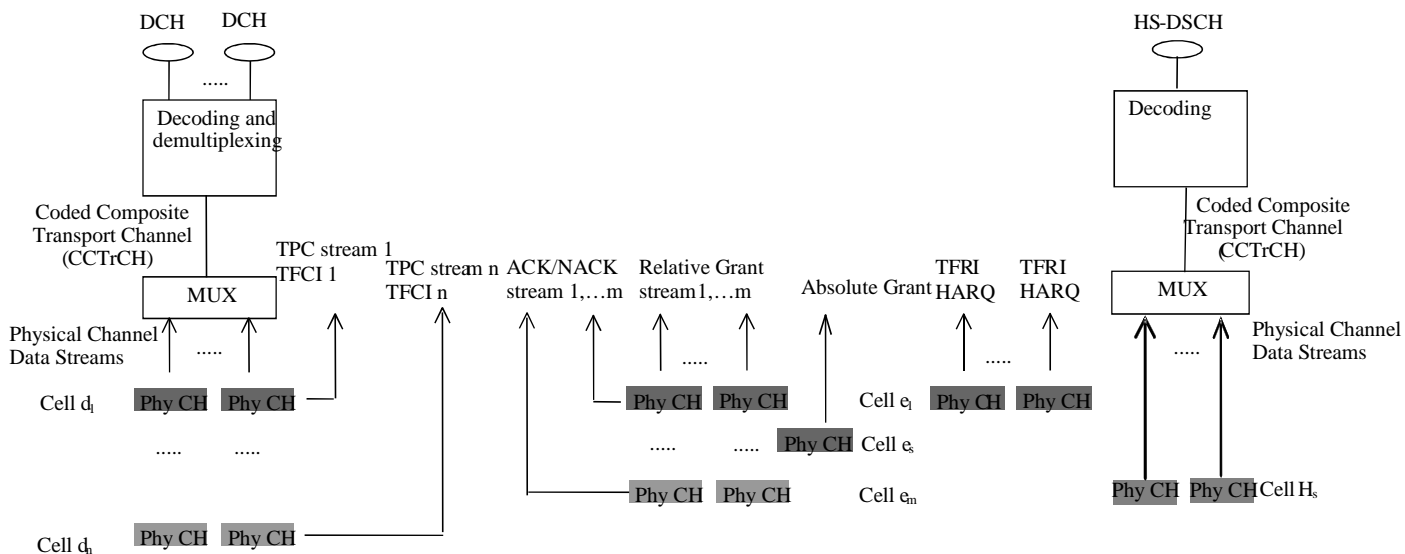 DCH DCH HS-DSCH
.....
...
Decoding and
demultiplexing
Decoding
Coded Composite
Transport Channel
(CCTrCH)
Coded Composite
Transport Channel
(CCTrCH)
TPC stream 1
TFCI 1
TPC stream n
TFCI n
ACK/NACK
stream 1,…m
Relative Grant
stream1,…m
Absolute Grant
TFRI
HARQ
TFRI
HARQ
MUX
MUX
Physical Channel
Data Streams
.....
.....
.....
.....
Physical Channel
Data Streams
Cell d1 Phy CH Phy CH Phy CH Phy CH Cell e1 Phy CH Phy CH
..... ..... ..... ..... Phy CH Cell es
Phy CH Phy CH Cell em Phy CH Phy CH Cell Hs
Cell dn Phy CH Phy CH